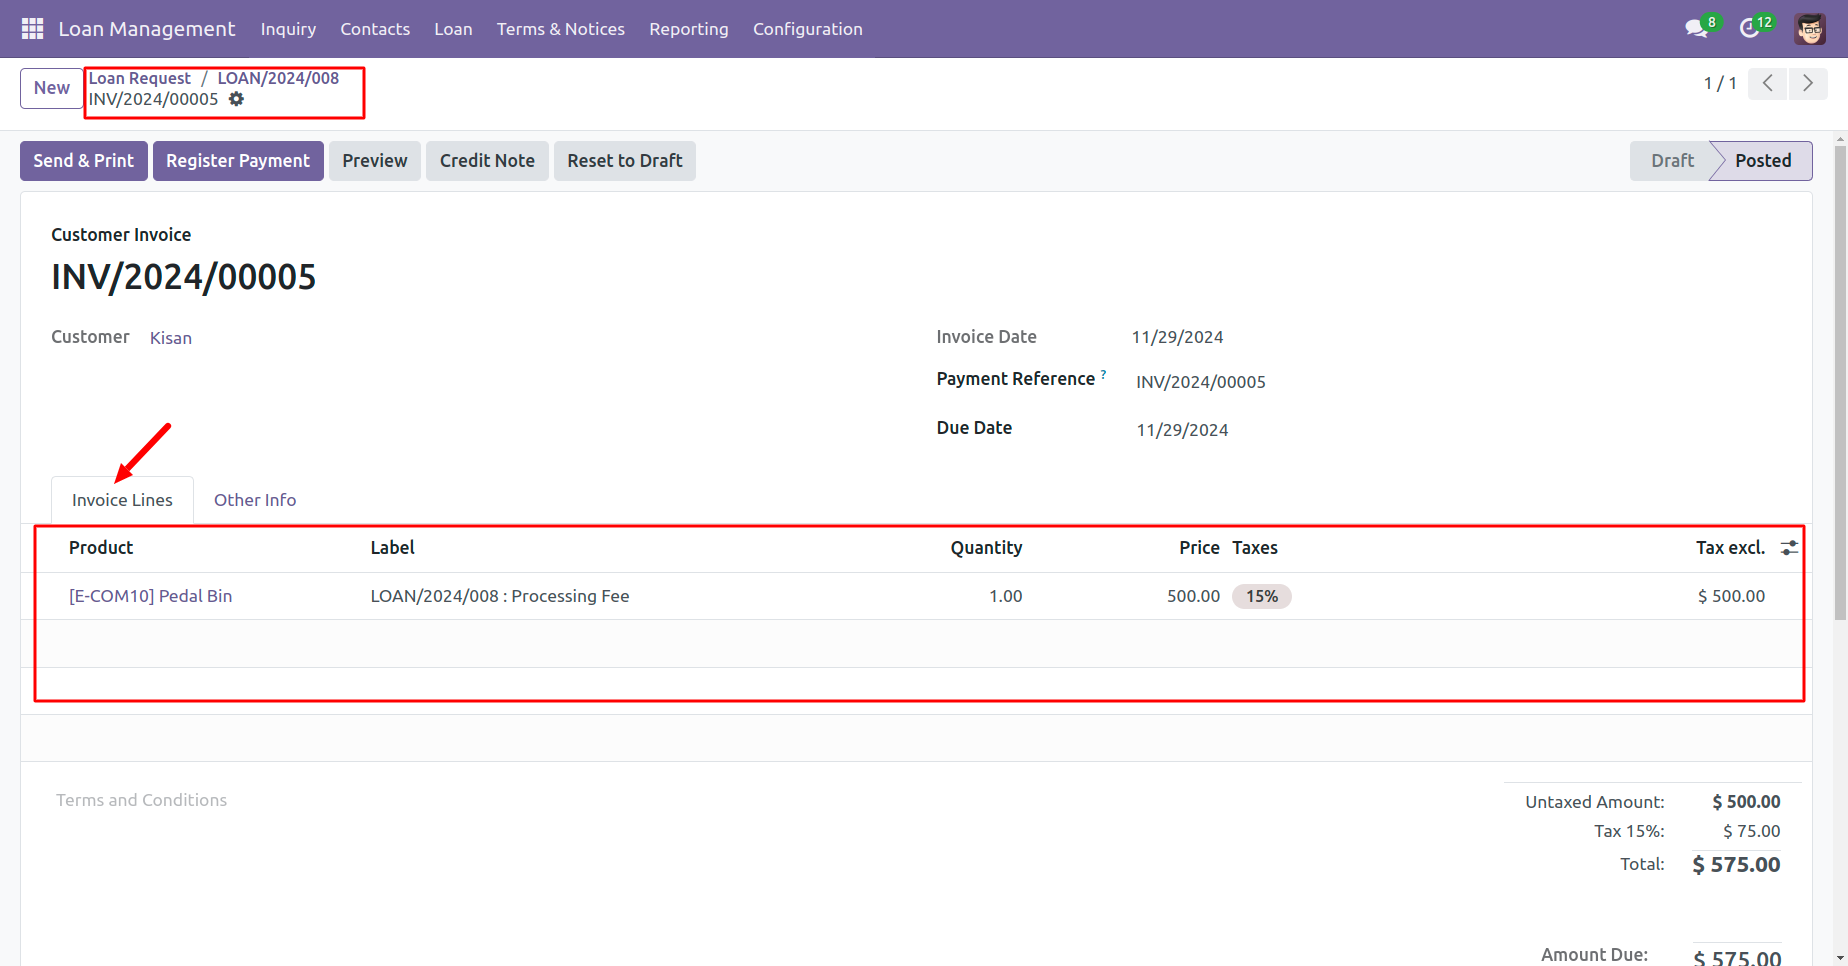 Loan Management Inquiry Contacts Loan Terms & Notices Reporting Configuration 8 12
New Loan Request / LOAN/2024/008 1 / 1
INV/2024/00005
Send & Print Register Payment Preview Credit Note Reset to Draft Draft Posted
Customer Invoice
INV/2024/00005
Customer Kisan Invoice Date 11/29/2024
Payment Reference ? INV/2024/00005
Due Date 11/29/2024
Invoice Lines Other Info
Product Label Quantity Price Taxes Tax excl.
[E-COM10] Pedal Bin LOAN/2024/008 : Processing Fee 1.00 500.00 15% $ 500.00
Terms and Conditions Untaxed Amount: $ 500.00
Tax 15%: $ 75.00
Total: $ 575.00
Amount Due: $ 575.00